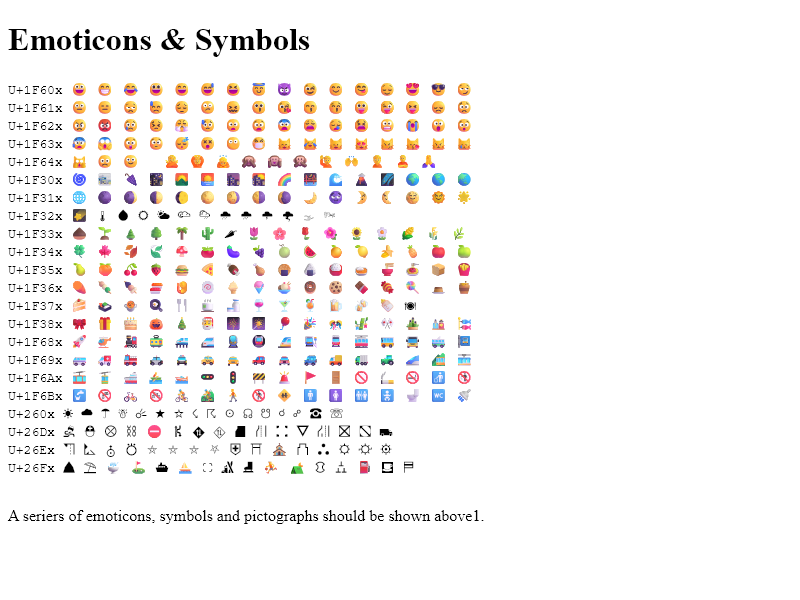 Emoticons & Symbols
U+1F60x 😀 😁 😂 😃 😄 😅 😆 😇 😈 😉 😊 😋 😌 😍 😎 😏
U+1F61x 😐 😑 😒 😓 😔 😕 😖 😗 😘 😙 😚 😛 😜 😝 😞 😟
U+1F62x 😠 😡 😢 😣 😤 😥 😦 😧 😨 😩 😪 😫 😬 😭 😮 😯
U+1F63x 😰 😱 😲 😳 😴 😵 😶 😷 😸 😹 😺 😻 😼 😽 😾 😿
U+1F64x 🙀 🙁 🙂 🙅 🙆 🙇 🙈 🙉 🙊 🙋 🙌 🙍 🙎 🙏
U+1F30x 🌀 🌁 🌂 🌃 🌄 🌅 🌆 🌇 🌈 🌉 🌊 🌋 🌌 🌍 🌎 🌏
U+1F31x 🌐 🌑 🌒 🌓 🌔 🌕 🌖 🌗 🌘 🌙 🌚 🌛 🌜 🌝 🌞 🌟
U+1F32x 🌠 🌡 🌢 🌣 🌤 🌥 🌦 🌧 🌨 🌩 🌪 🌫 🌬
U+1F33x 🌰 🌱 🌲 🌳 🌴 🌵 🌶 🌷 🌸 🌹 🌺 🌻 🌼 🌽 🌾 🌿
U+1F34x 🍀 🍁 🍂 🍃 🍄 🍅 🍆 🍇 🍈 🍉 🍊 🍋 🍌 🍍 🍎 🍏
U+1F35x 🍐 🍑 🍒 🍓 🍔 🍕 🍖 🍗 🍘 🍙 🍚 🍛 🍜 🍝 🍞 🍟
U+1F36x 🍠 🍡 🍢 🍣 🍤 🍥 🍦 🍧 🍨 🍩 🍪 🍫 🍬 🍭 🍮 🍯
U+1F37x 🍰 🍱 🍲 🍳 🍴 🍵 🍶 🍷 🍸 🍹 🍺 🍻 🍼 🍽
U+1F38x 🎀 🎁 🎂 🎃 🎄 🎅 🎆 🎇 🎈 🎉 🎊 🎋 🎌 🎍 🎎 🎏
U+1F68x 🚀 🚁 🚂 🚃 🚄 🚅 🚆 🚇 🚈 🚉 🚊 🚋 🚌 🚍 🚎 🚏
U+1F69x 🚐 🚑 🚒 🚓 🚔 🚕 🚖 🚗 🚘 🚙 🚚 🚛 🚜 🚝 🚞 🚟
U+1F6Ax 🚠 🚡 🚢 🚣 🚤 🚥 🚦 🚧 🚨 🚩 🚪 🚫 🚬 🚭 🚮 🚯
U+1F6Bx 🚰 🚱 🚲 🚳 🚴 🚵 🚶 🚷 🚸 🚹 🚺 🚻 🚼 🚽 🚾 🚿
U+260x ☀ ☁ ☂ ☃ ☄ ★ ☆ ☇ ☈ ☉ ☊ ☋ ☌ ☍ ☎ ☏
U+26Dx ⛐ ⛑ ⛒ ⛓ ⛔ ⛕ ⛖ ⛗ ⛘ ⛙ ⛚ ⛛ ⛜ ⛝ ⛞ ⛟
U+26Ex ⛠ ⛡ ⛢ ⛣ ⛤ ⛥ ⛦ ⛧ ⛨ ⛩ ⛪ ⛫ ⛬ ⛭ ⛮ ⛯
U+26Fx ⛰ ⛱ ⛲ ⛳ ⛴ ⛵ ⛶ ⛷ ⛸ ⛹ ⛺ ⛻ ⛼ ⛽ ⛾ ⛿
A seriers of emoticons, symbols and pictographs should be shown above1.